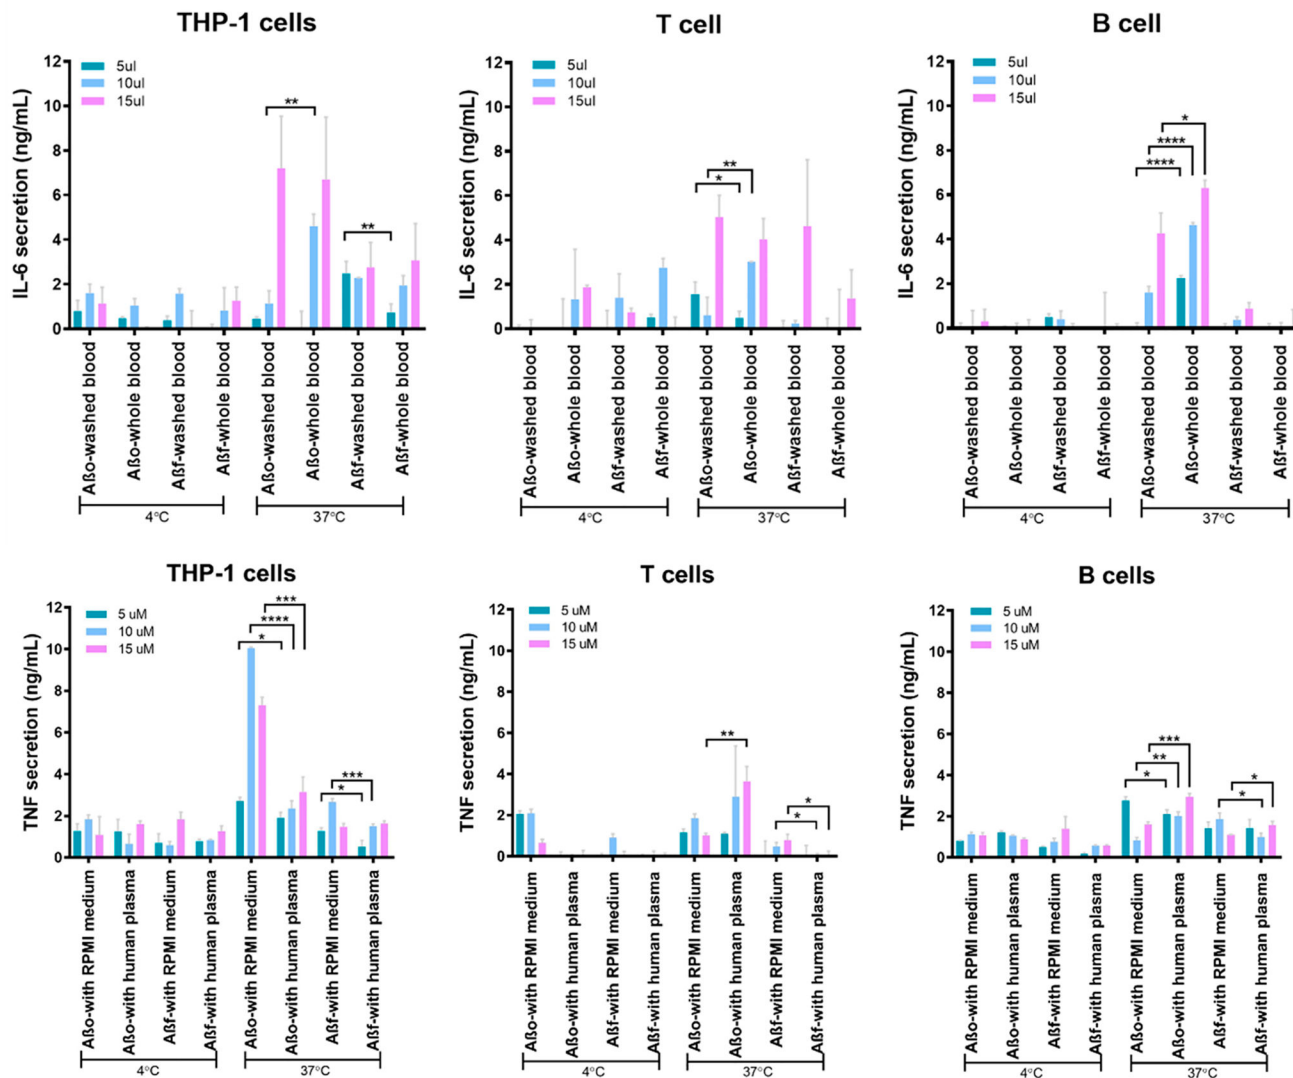 THP-1 cells
12
10
8
6
4
2
0
IL-6 secretion (ng/mL)
5ul
10ul
15ul
**
**
Aßo-washed blood
Aßo-whole blood
Aßf-washed blood
Aßf-whole blood
Aßo-washed blood
Aßo-whole blood
Aßf-washed blood
Aßf-whole blood
4°C
37°C
T cell
12
10
8
6
4
2
0
IL-6 secretion (ng/mL)
5ul
10ul
15ul
**
*
Aßo-washed blood
Aßo-whole blood
Aßf-washed blood
Aßf-whole blood
Aßo-washed blood
Aßo-whole blood
Aßf-washed blood
Aßf-whole blood
4°C
37°C
B cell
12
10
8
6
4
2
0
IL-6 secretion (ng/mL)
5ul
10ul
15ul
*
****
****
Aßo-washed blood
Aßo-whole blood
Aßf-washed blood
Aßf-whole blood
Aßo-washed blood
Aßo-whole blood
Aßf-washed blood
Aßf-whole blood
4°C
37°C
THP-1 cells
12
10
8
6
4
2
0
TNF secretion (ng/mL)
5 uM
10 uM
15 uM
***
****
*
***
*
Aßo-with RPMI medium
Aßo-with human plasma
Aßf-with RPMI medium
Aßf-with human plasma
Aßo-with RPMI medium
Aßo-with human plasma
Aßf-with RPMI medium
Aßf-with human plasma
4°C
37°C
T cells
12
10
8
6
4
2
0
TNF secretion (ng/mL)
5 uM
10 uM
15 uM
**
*
*
Aßo-with RPMI medium
Aßo-with human plasma
Aßf-with RPMI medium
Aßf-with human plasma
Aßo-with RPMI medium
Aßo-with human plasma
Aßf-with RPMI medium
Aßf-with human plasma
4°C
37°C
B cells
12
10
8
6
4
2
0
TNF secretion (ng/mL)
5 uM
10 uM
15 uM
***
**
*
*
*
Aßo-with RPMI medium
Aßo-with human plasma
Aßf-with RPMI medium
Aßf-with human plasma
Aßo-with RPMI medium
Aßo-with human plasma
Aßf-with RPMI medium
Aßf-with human plasma
4°C
37°C